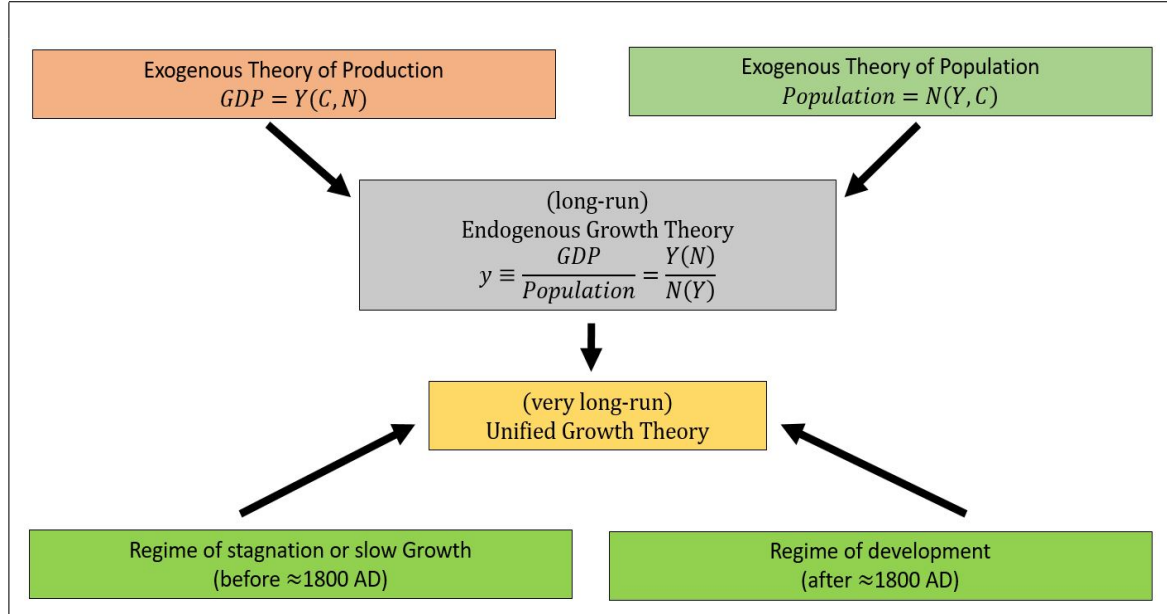 Exogenous Theory of Production
GDP = Y(C, N)
Exogenous Theory of Population
Population = N(Y, C)
(long-run)
Endogenous Growth Theory
y ≡ GDP / Population = Y(N) / N(Y)
(very long-run)
Unified Growth Theory
Regime of stagnation or slow Growth
(before ≈1800 AD)
Regime of development
(after ≈1800 AD)